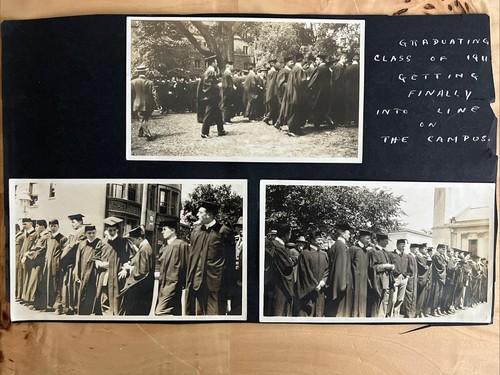 GRADUATING
CLASS OF 1911
GETTING
FINALLY
INTO LINE
ON
THE CAMPUS.